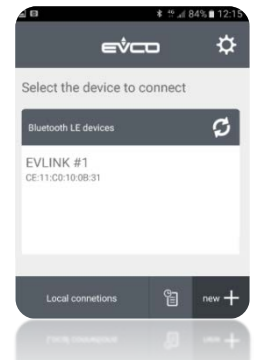 84% 12:15
evco
Select the device to connect
Bluetooth LE devices
EVLINK #1
CE:11:C0:10:0B:31
Local connetions
new